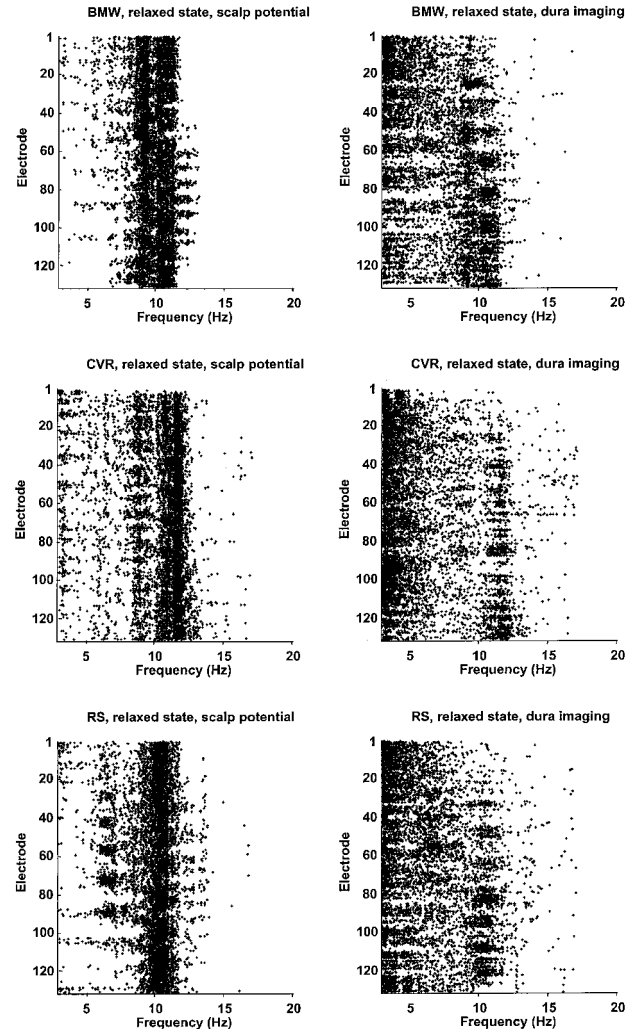 BMW, relaxed state, scalp potential
BMW, relaxed state, dura imaging
1
20
40
60
80
100
120
Electrode
5 10 15 20
Frequency (Hz)
1
20
40
60
80
100
120
Electrode
5 10 15 20
Frequency (Hz)
CVR, relaxed state, scalp potential
CVR, relaxed state, dura imaging
1
20
40
60
80
100
120
Electrode
5 10 15 20
Frequency (Hz)
1
20
40
60
80
100
120
Electrode
5 10 15 20
Frequency (Hz)
RS, relaxed state, scalp potential
RS, relaxed state, dura imaging
1
20
40
60
80
100
120
Electrode
5 10 15 20
Frequency (Hz)
1
20
40
60
80
100
120
Electrode
5 10 15 20
Frequency (Hz)